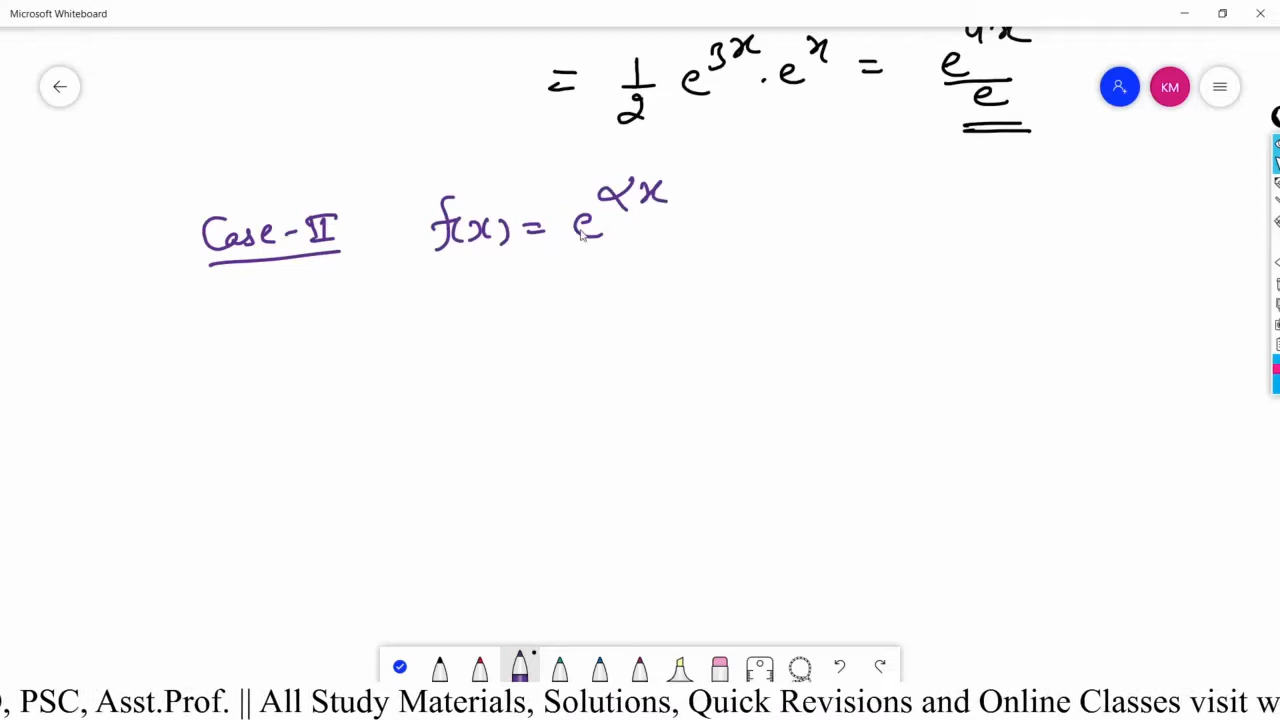 Microsoft Whiteboard
= 1/2 e^{3x} . e^x = e^{4x}/e
KM
Case-II f(x) = e^{αx}
), PSC, Asst.Prof. || All Study Materials, Solutions, Quick Revisions and Online Classes visit w